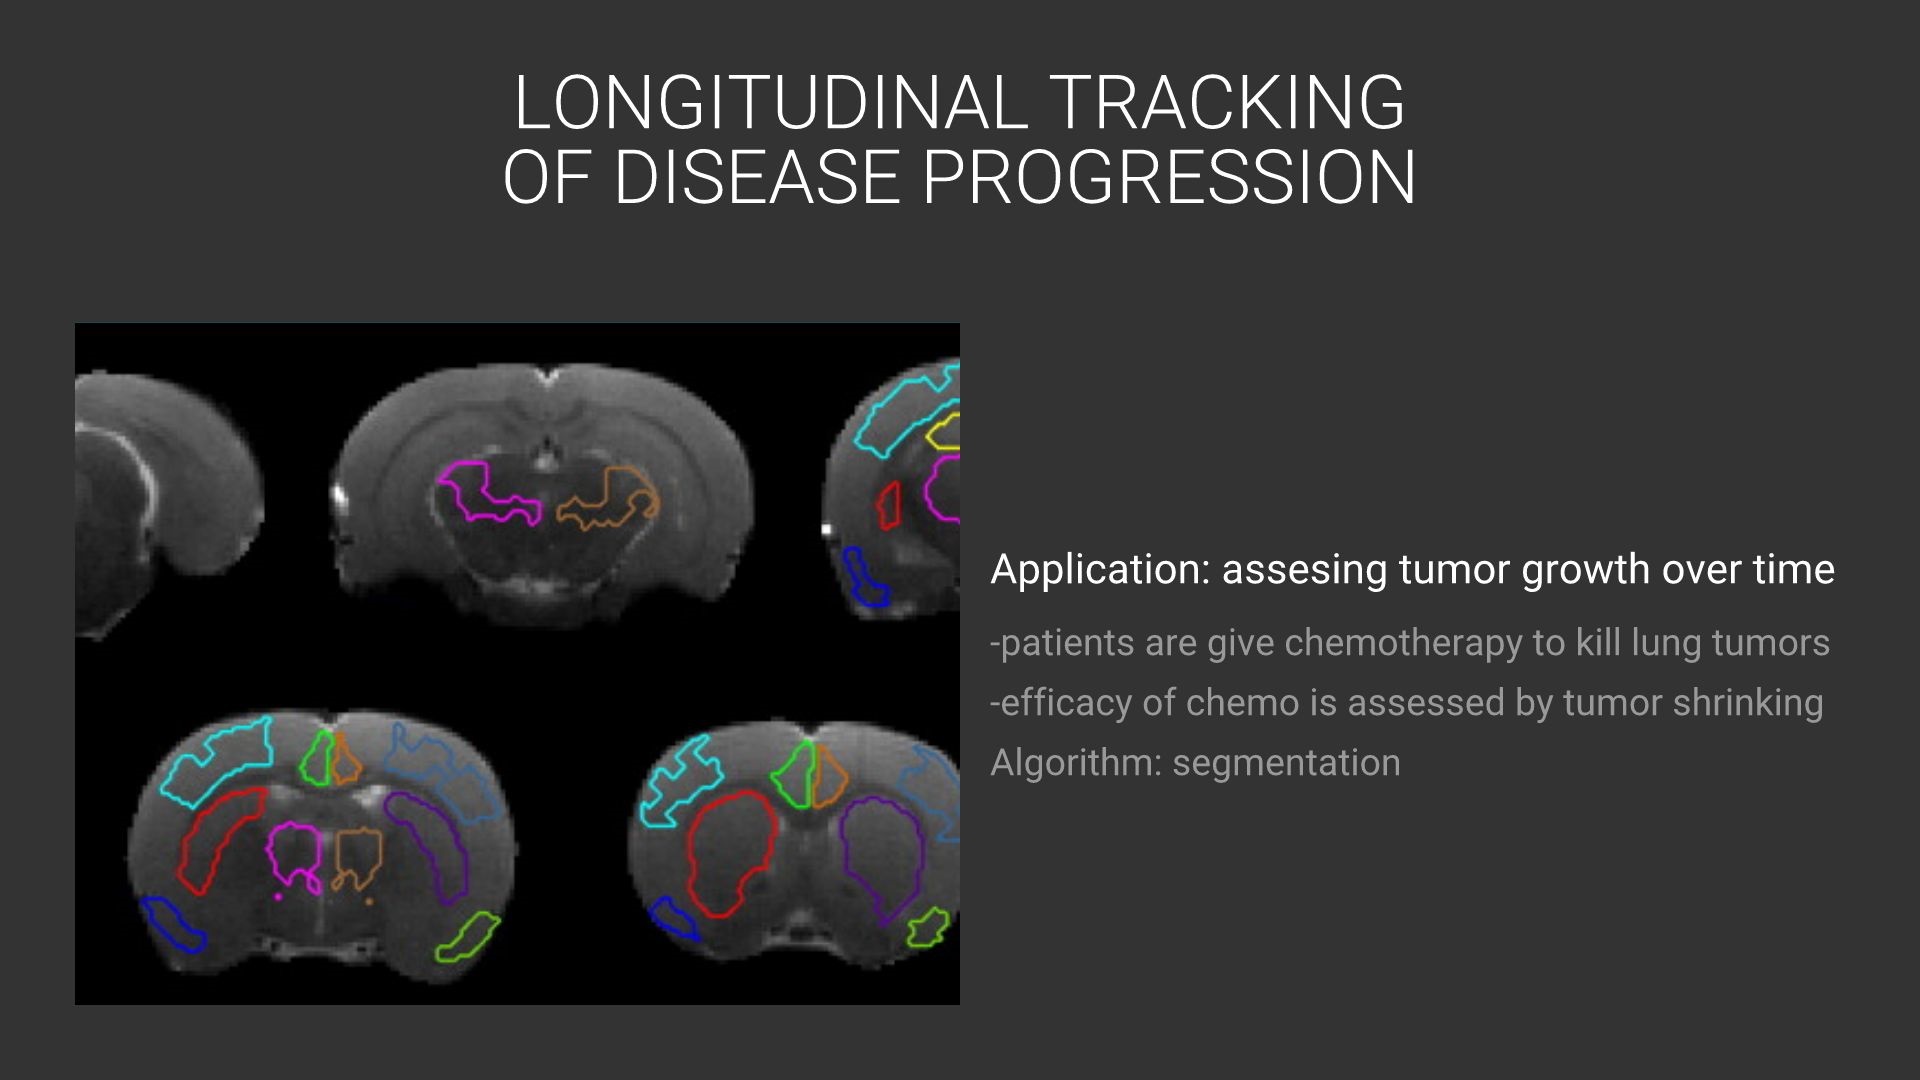 LONGITUDINAL TRACKING
OF DISEASE PROGRESSION
Application: assesing tumor growth over time
-patients are give chemotherapy to kill lung tumors
-efficacy of chemo is assessed by tumor shrinking
Algorithm: segmentation